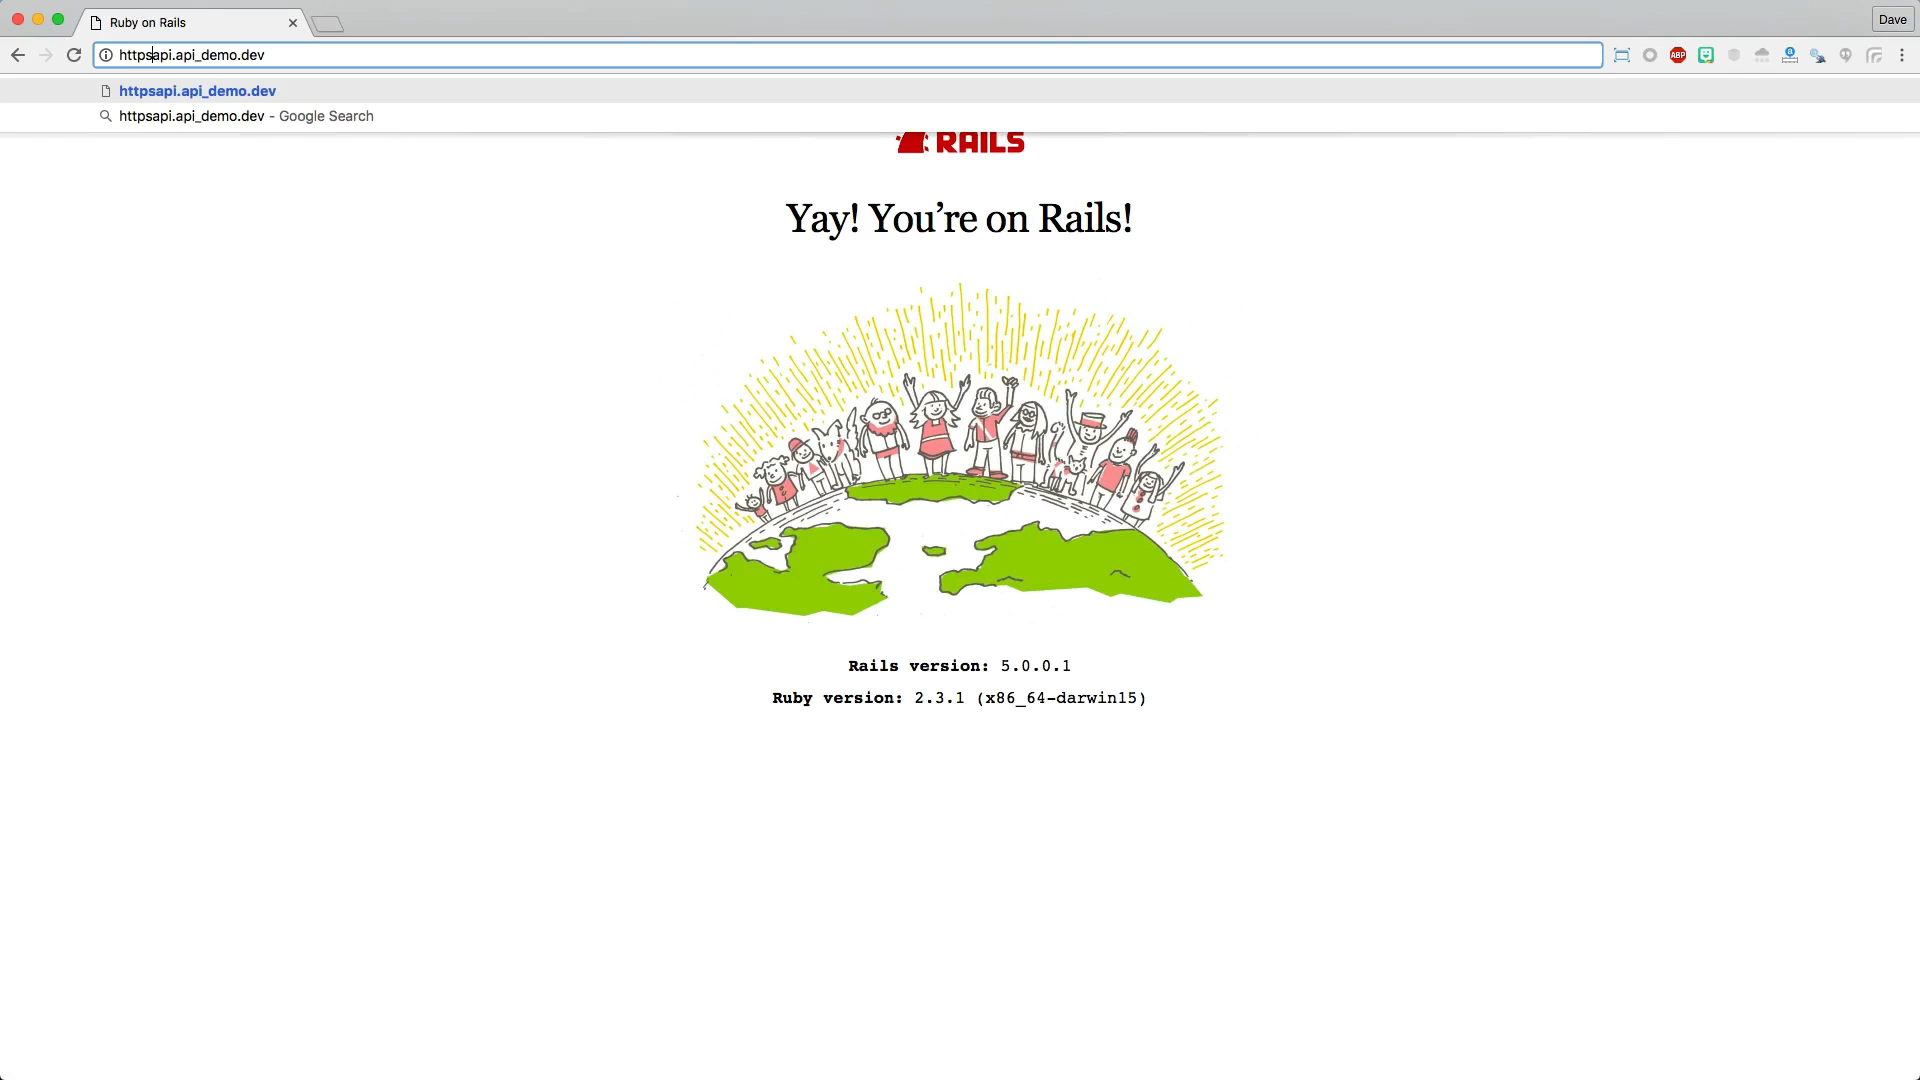 Ruby on Rails
Dave
httpsapi.api_demo.dev
ABP
httpsapi.api_demo.dev
httpsapi.api_demo.dev - Google Search
RAILS
Yay! You’re on Rails!
Rails version: 5.0.0.1
Ruby version: 2.3.1 (x86_64-darwin15)